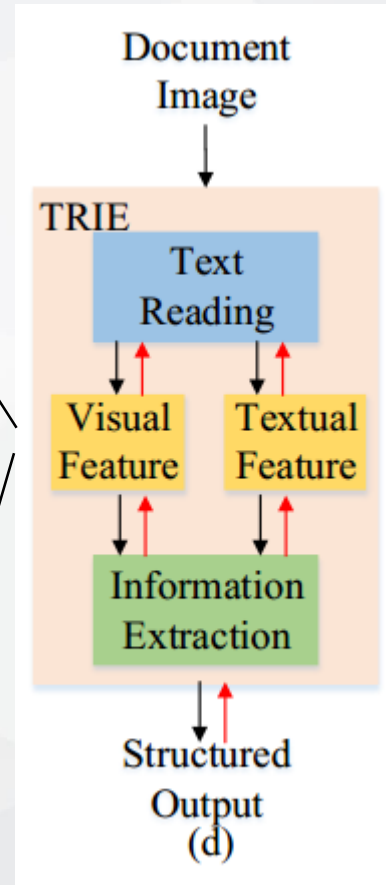 Document
Image
TRIE
Text
Reading
Visual
Feature
Textual
Feature
Information
Extraction
Structured
Output
(d)